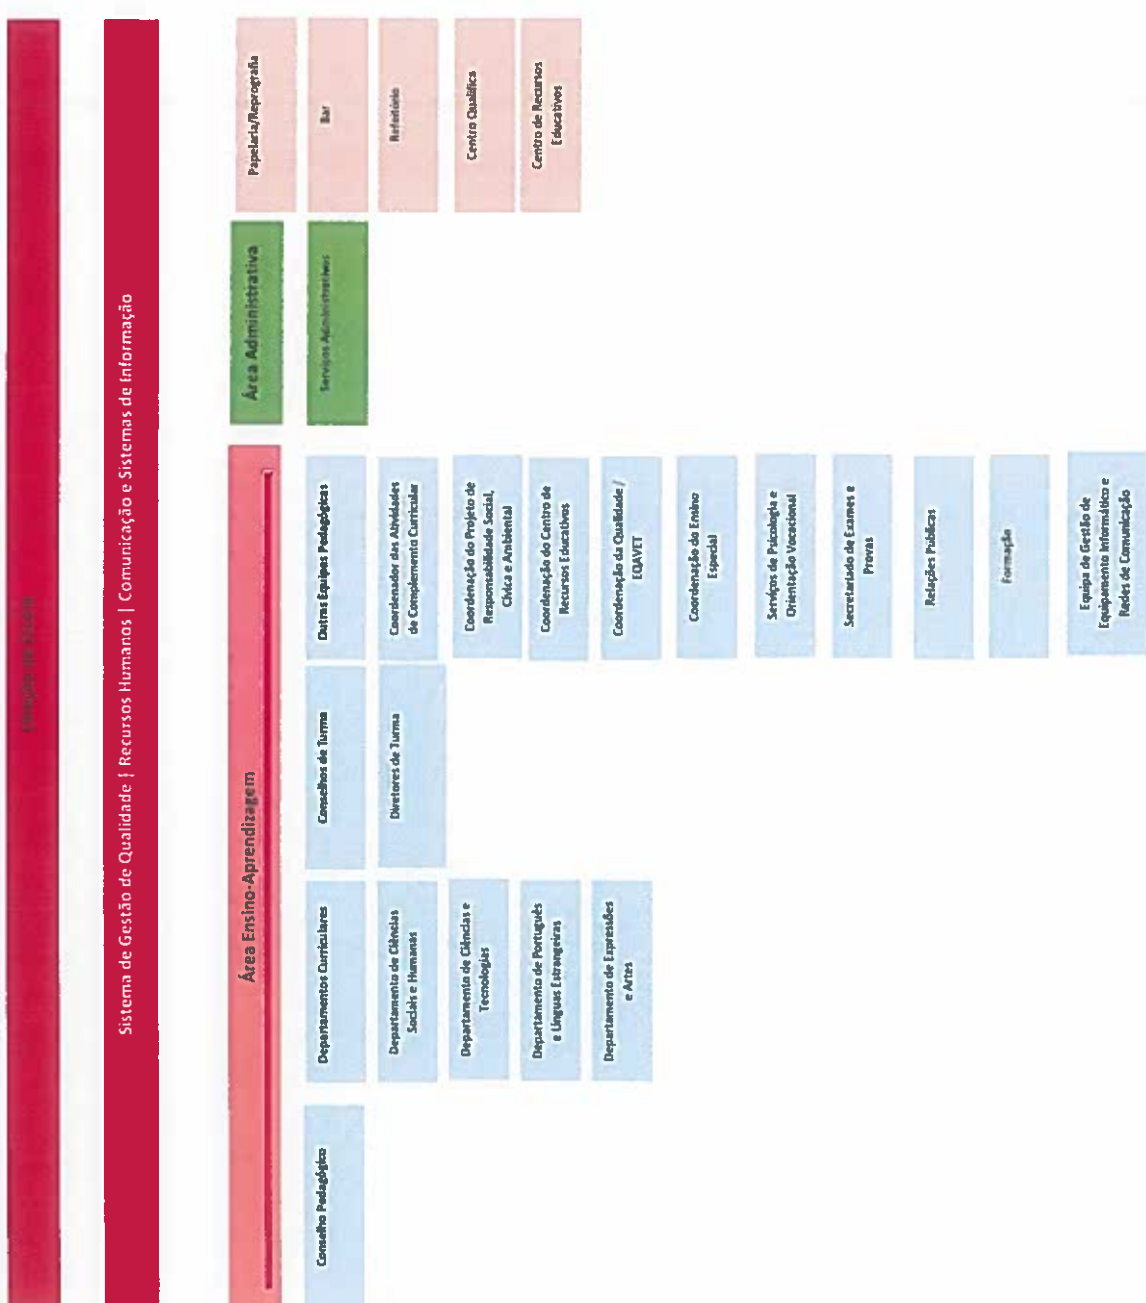 Sistema de Gestão de Qualidade | Recursos Humanos | Comunicação e Sistemas de Informação
Área Ensino-Aprendizagem
Conselho Pedagógico
Departamentos Curriculares
Departamento de Ciências
Sociais e Humanas
Departamento de Ciências e
Tecnologias
Departamento de Português
e Línguas Estrangeiras
Departamento de Expressões
e Artes
Conselhos de Turma
Diretores de Turma
Outras Equipas Pedagógicas
Coordenador das Atividades
de Complemento Curricular
Coordenação do Projeto de
Responsabilidade Social,
Cívica e Ambiental
Coordenação do Centro de
Recursos Educativos
Coordenação da Qualidade /
EQAVET
Coordenação do Ensino
Especial
Serviços de Psicologia e
Orientação Vocacional
Secretariado de Exames e
Provas
Relações Públicas
Formação
Equipa de Gestão de
Equipamento Informático e
Redes de Comunicação
Área Administrativa
Serviços Administrativos
Papelaria/Reprografia
Bar
Refeitório
Centro Qualifica
Centro de Recursos
Educativos